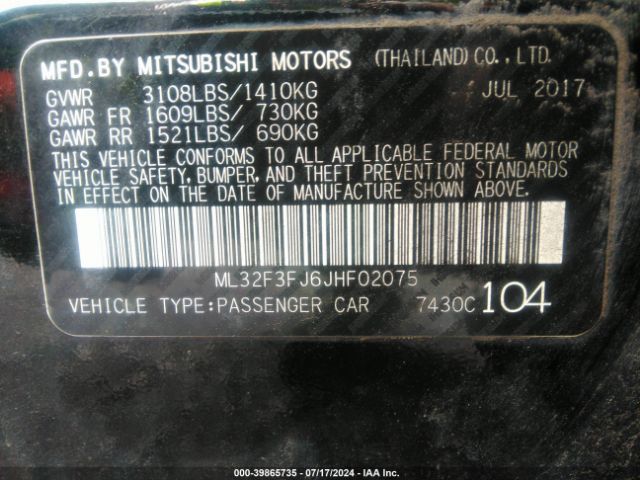 MFD. BY MITSUBISHI MOTORS (THAILAND) CO., LTD.
GVWR 3108LBS/1410KG JUL 2017
GAWR FR 1609LBS/ 730KG
GAWR RR 1521LBS/ 690KG
THIS VEHICLE CONFORMS TO ALL APPLICABLE FEDERAL MOTOR
VEHICLE SAFETY, BUMPER, AND THEFT PREVENTION STANDARDS
IN EFFECT ON THE DATE OF MANUFACTURE SHOWN ABOVE.
ML32F3FJ6JHF02075
VEHICLE TYPE:PASSENGER CAR 7430C 104
000-39865735 - 07/17/2024 - IAA Inc.